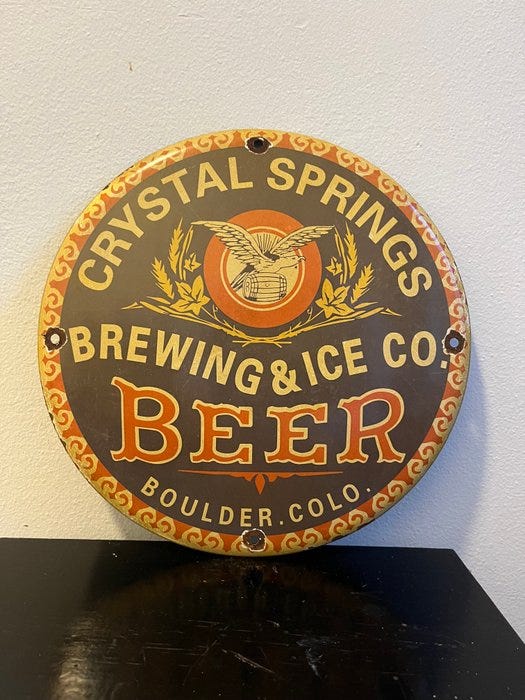 CRYSTAL SPRINGS
BREWING & ICE CO.
BEER
BOULDER. COLO.